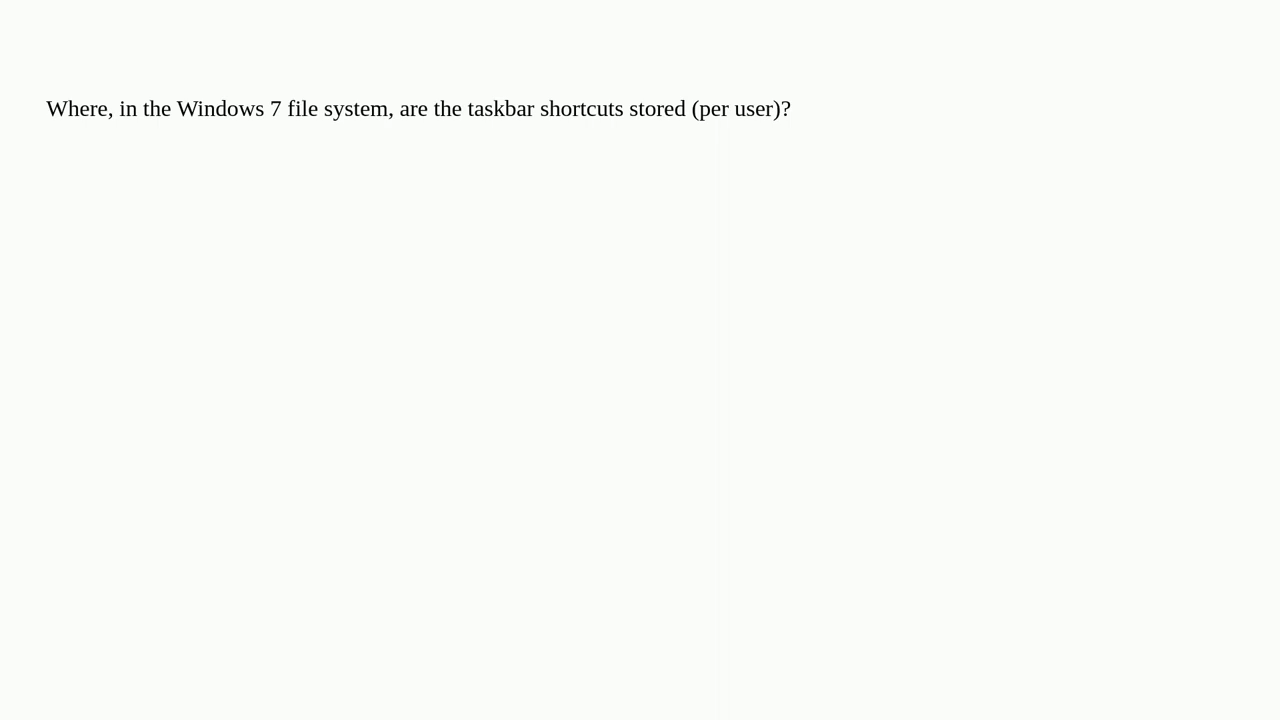 Where, in the Windows 7 file system, are the taskbar shortcuts stored (per user)?